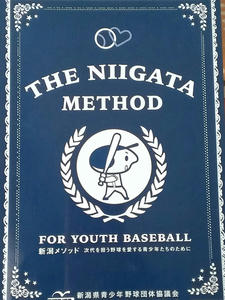 THE NIIGATA
METHOD
FOR YOUTH BASEBALL
新潟メソッド 次代を担う野球を愛する青少年たちのために
新潟県青少年野球団体協議会